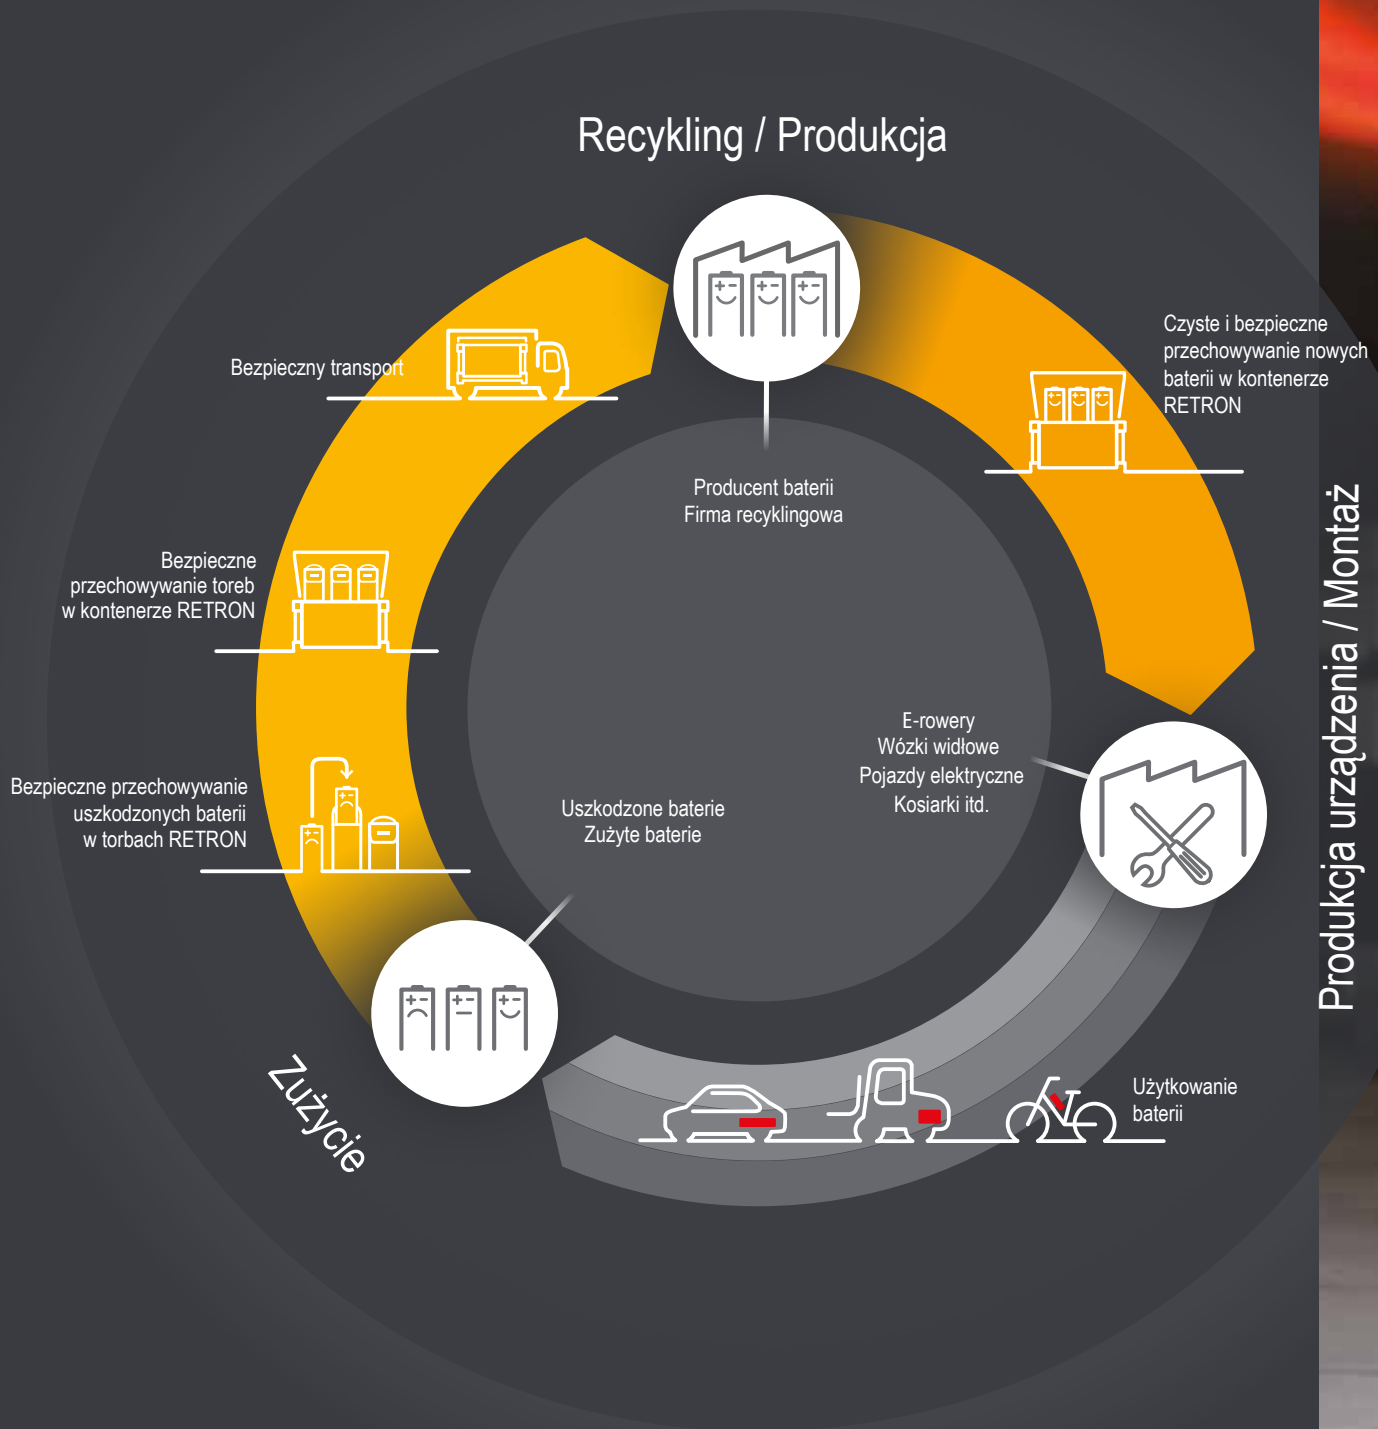 Recykling / Produkcja
Czyste i bezpieczne
przechowywanie nowych
baterii w kontenerze
RETRON
Bezpieczny transport
Producent baterii
Firma recyklingowa
Produkcja urządzenia / Montaż
Bezpieczne
przechowywanie toreb
w kontenerze RETRON
E-rowery
Wózki widłowe
Pojazdy elektryczne
Kosiarki itd.
Bezpieczne przechowywanie
uszkodzonych baterii
w torbach RETRON
Uszkodzone baterie
Zużyte baterie
Zużycie
Użytkowanie
baterii